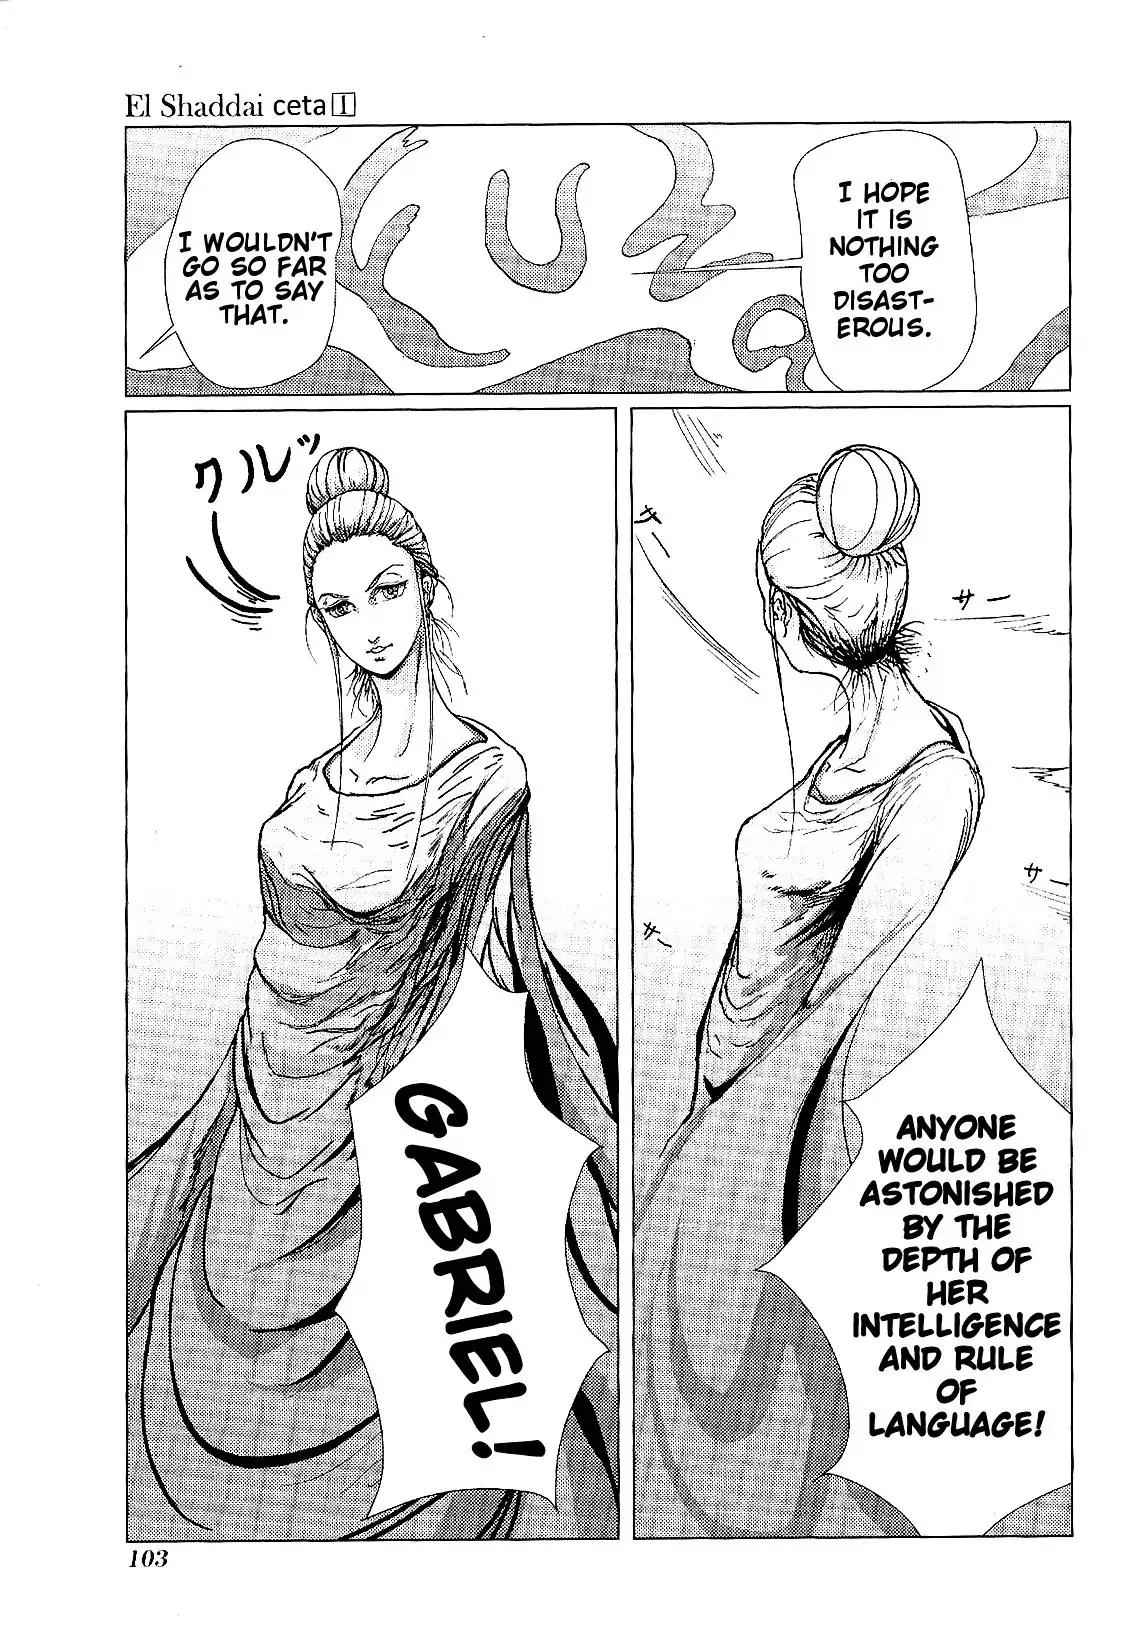 El Shaddai ceta 1
I HOPE
IT IS
NOTHING
TOO
DISAST-
EROUS.
I WOULDN'T
GO SO FAR
AS TO SAY
THAT.
サー
サー
サー
サー
ANYONE
WOULD BE
ASTONISHED
BY THE
DEPTH OF
HER
INTELLIGENCE
AND RULE
OF
LANGUAGE!
クルッ
GABRIEL!
103